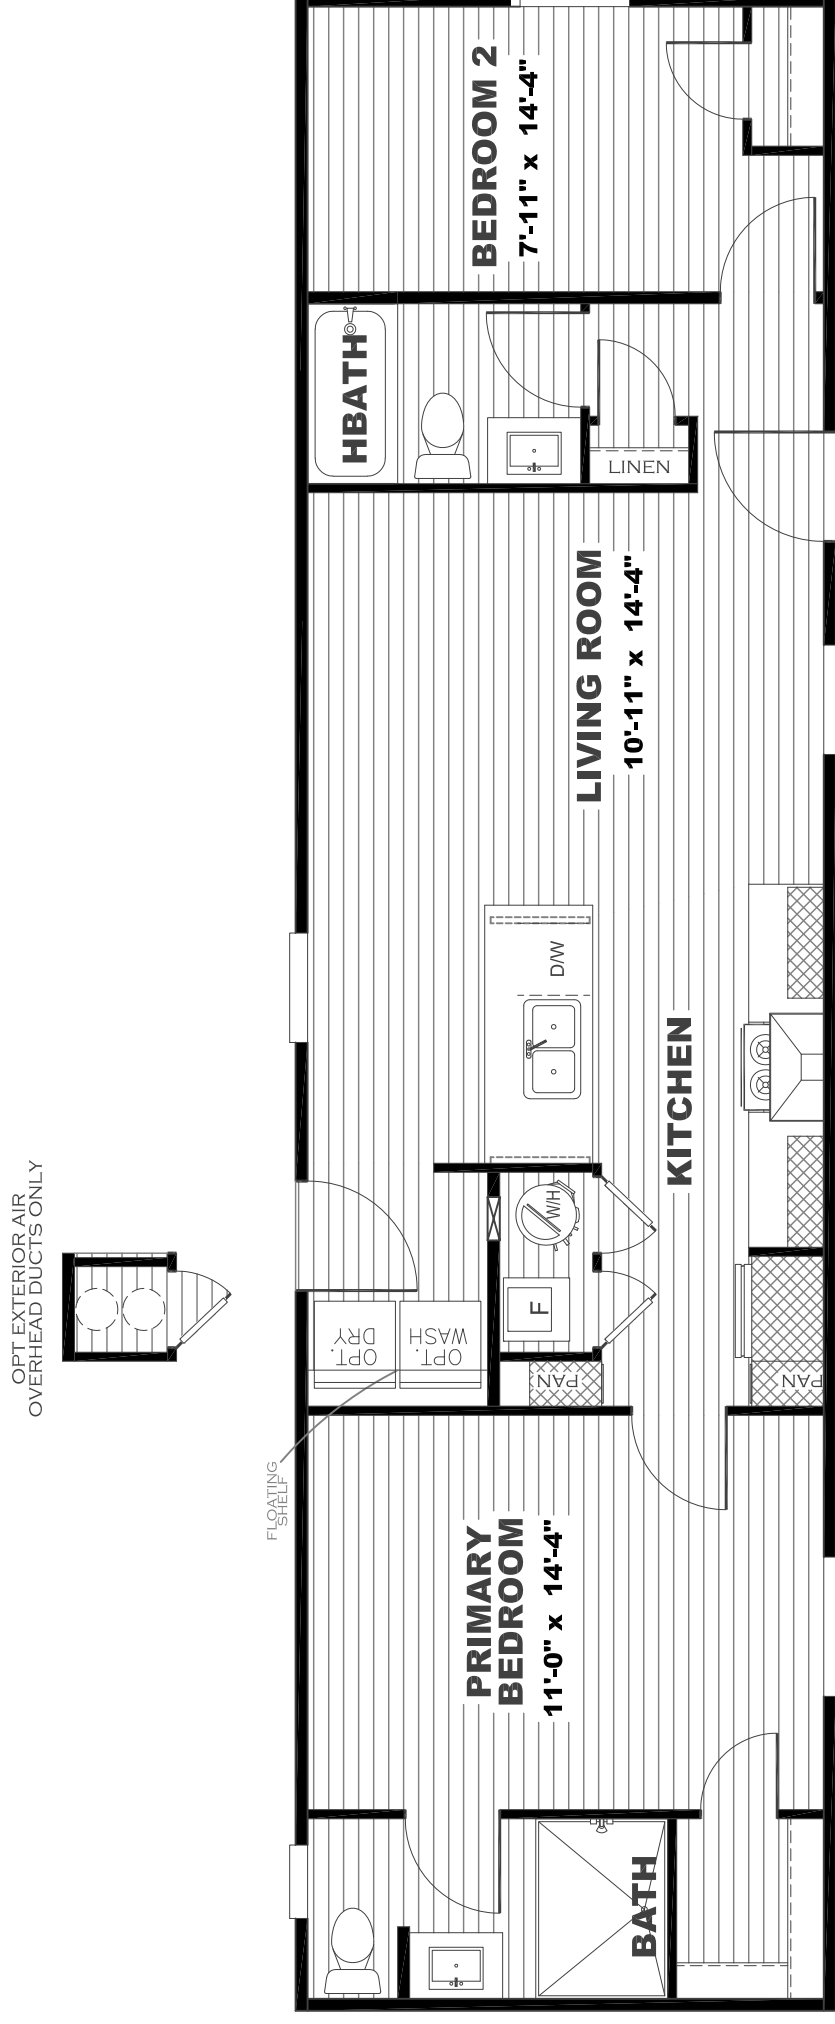 BEDROOM 2
7'-11" x 14'-4"
HBATH
LINEN
LIVING ROOM
10'-11" x 14'-4"
D/W
KITCHEN
OPT EXTERIOR AIR
OVERHEAD DUCTS ONLY
W/H
F
OPT.
DRY
OPT.
WASH
PAN
PAN
FLOATING
SHELF
PRIMARY
BEDROOM
11'-0" x 14'-4"
BATH